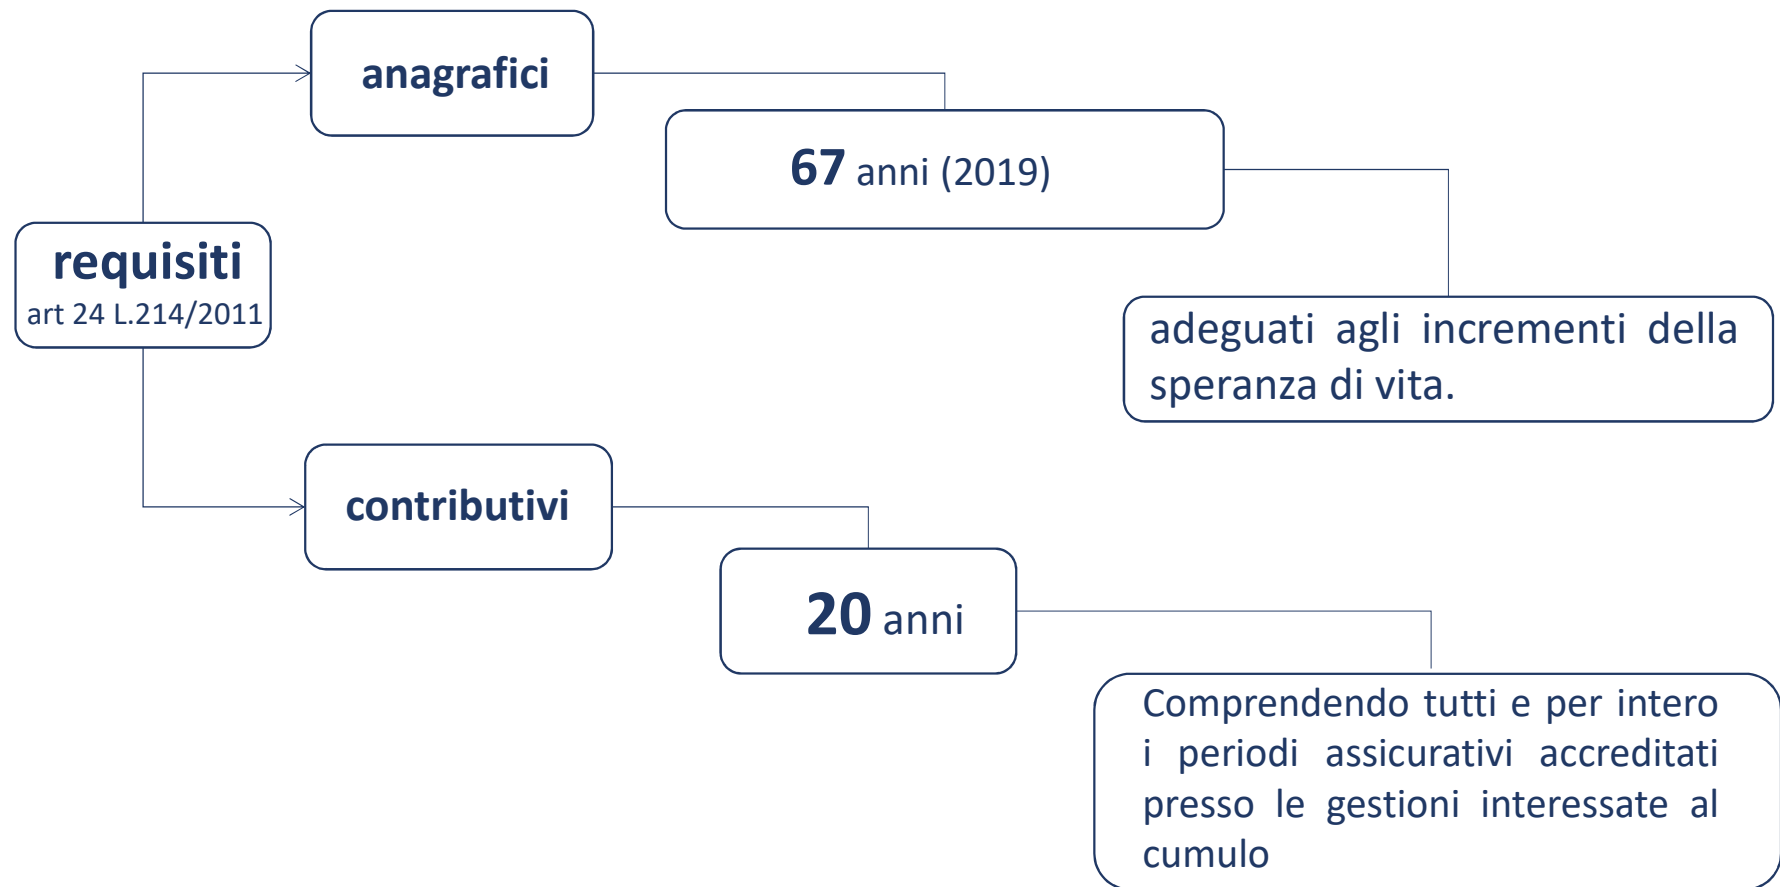 anagrafici
67 anni (2019)
requisiti
art 24 L.214/2011
adeguati agli incrementi della
speranza di vita.
contributivi
20 anni
Comprendendo tutti e per intero
i periodi assicurativi accreditati
presso le gestioni interessate al
cumulo